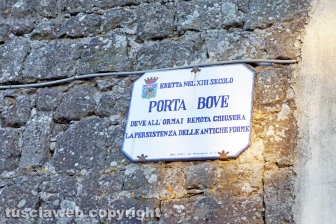 ERETTA NEL XIII SECOLO
PORTA BOVE
DEVE ALL'ORMAI REMOTA CHIUSURA
LA PERSISTENZA DELLE ANTICHE FORME
tusciaweb copyright